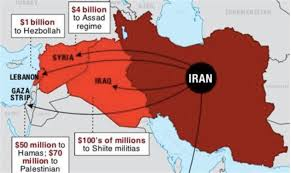 $1 billion
to Hezbollah
$4 billion
to Assad
regime
SYRIA
LEBANON
IRAQ
IRAN
GAZA
STRIP
$50 million
to Hamas; $70
million to
Palestinian
$100's of millions
to Shiite militias